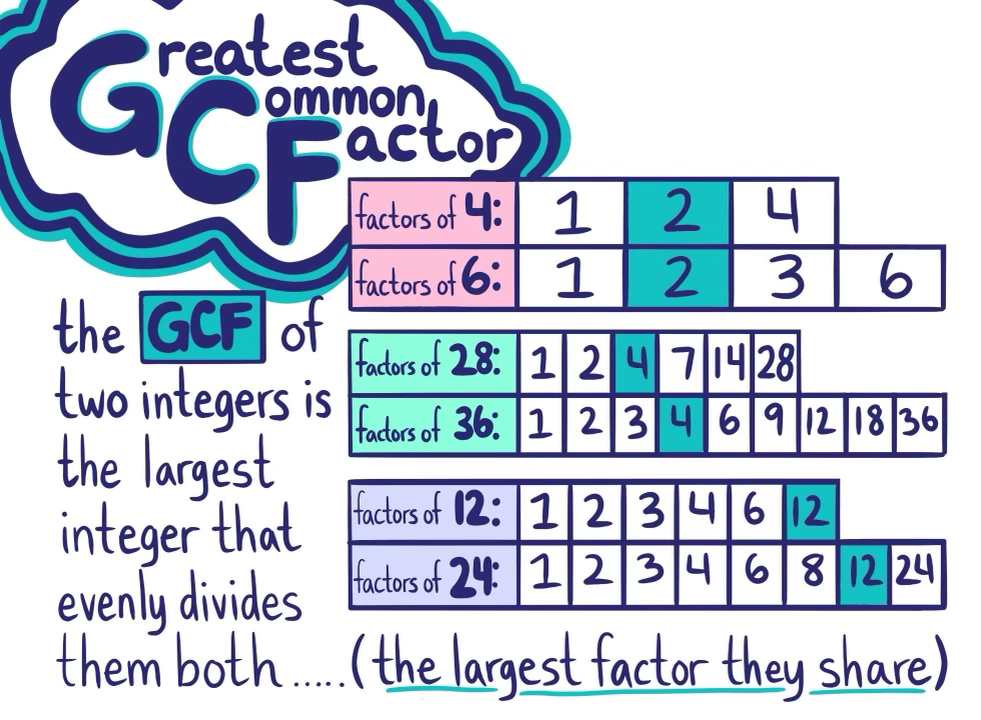 Greatest
Common
Factor
factors of 4: 1 2 4
factors of 6: 1 2 3 6
the GCF of
two integers is
the largest
integer that
evenly divides
them both.....(the largest factor they share)
factors of 28: 1 2 4 7 14 28
factors of 36: 1 2 3 4 6 9 12 18 36
factors of 12: 1 2 3 4 6 12
factors of 24: 1 2 3 4 6 8 12 24